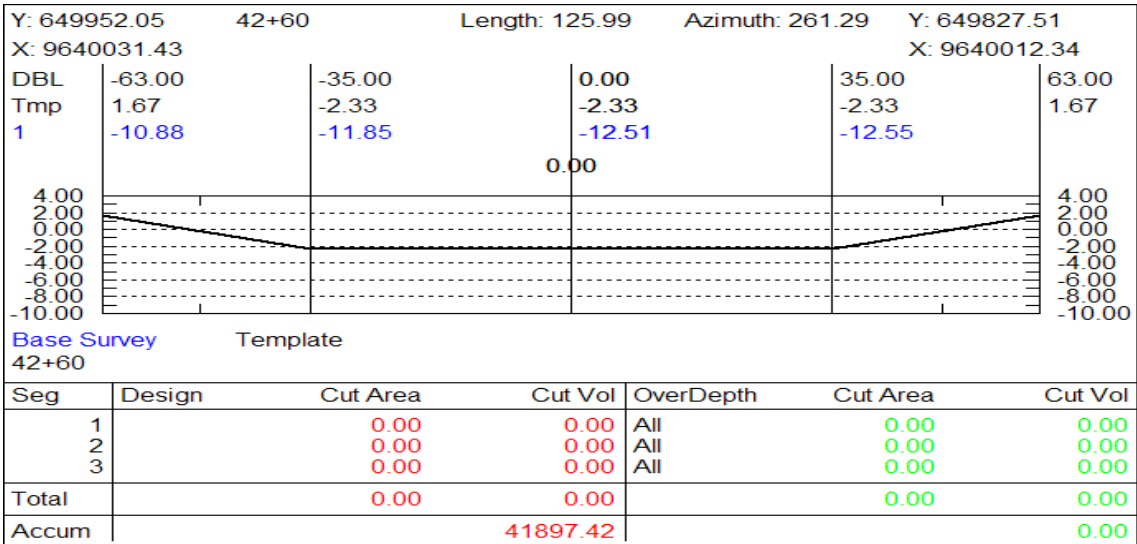 Y: 649952.05 42+60 Length: 125.99 Azimuth: 261.29 Y: 649827.51
X: 9640031.43 X: 9640012.34
DBL -63.00 -35.00 0.00 35.00 63.00
Tmp 1.67 -2.33 -2.33 -2.33 1.67
1 -10.88 -11.85 -12.51 -12.55
0.00
4.00 4.00
2.00 2.00
0.00 0.00
-2.00 -2.00
-4.00 -4.00
-6.00 -6.00
-8.00 -8.00
-10.00 -10.00
Base Survey Template
42+60
Seg Design Cut Area Cut Vol OverDepth Cut Area Cut Vol
1 0.00 0.00 All 0.00 0.00
2 0.00 0.00 All 0.00 0.00
3 0.00 0.00 All 0.00 0.00
Total 0.00 0.00 0.00 0.00
Accum 41897.42 0.00